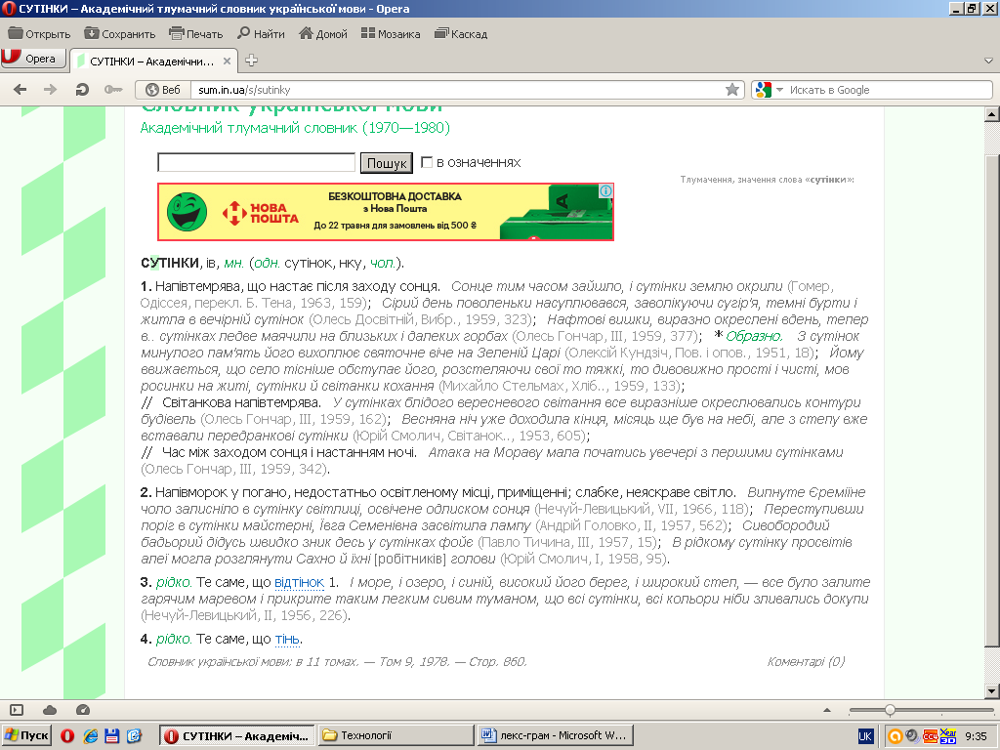 СУТІНКИ – Академічний тлумачний словник української мови - Opera
Открыть Сохранить Печать Найти Домой Мозаика Каскад
Opera СУТІНКИ – Академічни...
Веб sum.in.ua/s/sutinky Искать в Google
Словник української мови
Академічний тлумачний словник (1970—1980)
Пошук в означеннях
Тлумачення, значення слова «сутінки»:
БЕЗКОШТОВНА ДОСТАВКА
з Нова Пошта
До 22 травня для замовлень від 500 ₴
НОВА
ПОШТА
СУТІНКИ, ів, мн. (одн. сутінок, нку, чол.).
1. Напівтемрява, що настає після заходу сонця. Сонце тим часом зайшло, і сутінки землю окрили (Гомер,
Одіссея, перекл. Б. Тена, 1963, 159); Сірий день поволеньки насуплювався, заволікуючи сугір'я, темні бурти і
житла в вечірній сутінок (Олесь Досвітній, Вибр., 1959, 323); Нафтові вишки, виразно окреслені вдень, тепер
в.. сутінках ледве маячили на близьких і далеких горбах (Олесь Гончар, III, 1959, 377); * Образно. З сутінок
минулого пам'ять його вихоплює святочне віче на Зеленій Царі (Олексій Кундзіч, Пов. і опов., 1951, 18); Йому
ввижається, що село тісніше обступає його, розстеляючи свої то тяжкі, то дивовижно прості і чисті, мов
росинки на житі, сутінки й світанки кохання (Михайло Стельмах, Хліб.., 1959, 133);
// Світанкова напівтемрява. У сутінках блідого вересневого світання все виразніше окреслювались контури
будівель (Олесь Гончар, III, 1959, 162); Весняна ніч уже доходила кінця, місяць ще був на небі, але з степу вже
вставали передранкові сутінки (Юрій Смолич, Світанок.., 1953, 605);
// Час між заходом сонця і настанням ночі. Атака на Мораву мала початись увечері з першими сутінками
(Олесь Гончар, III, 1959, 342).
2. Напівморок у погано, недостатньо освітленому місці, приміщенні; слабке, неяскраве світло. Випнуте Єреміїне
чоло залисніло в сутінку світлиці, освічене одлиском сонця (Нечуй-Левицький, VII, 1966, 118); Переступивши
поріг в сутінки майстерні, Ївга Семенівна засвітила лампу (Андрій Головко, II, 1957, 562); Сивобородий
бадьорий дідусь швидко зник десь у сутінках фойє (Павло Тичина, III, 1957, 15); В рідкому сутінку просвітів
алеї могла розглянути Сахно й їхні [робітників] голови (Юрій Смолич, I, 1958, 95).
3. рідко. Те саме, що відтінок 1. І море, і озеро, і синій, високий його берег, і широкий степ, — все було залите
гарячим маревом і прикрите таким легким сивим туманом, що всі сутінки, всі кольори ніби зливались докупи
(Нечуй-Левицький, II, 1956, 226).
4. рідко. Те саме, що тінь.
Словник української мови: в 11 томах. — Том 9, 1978. — Стор. 860. Коментарі (0)
Пуск СУТІНКИ – Академіч... Технології лекс-грам - Microsoft W... UK 9:35